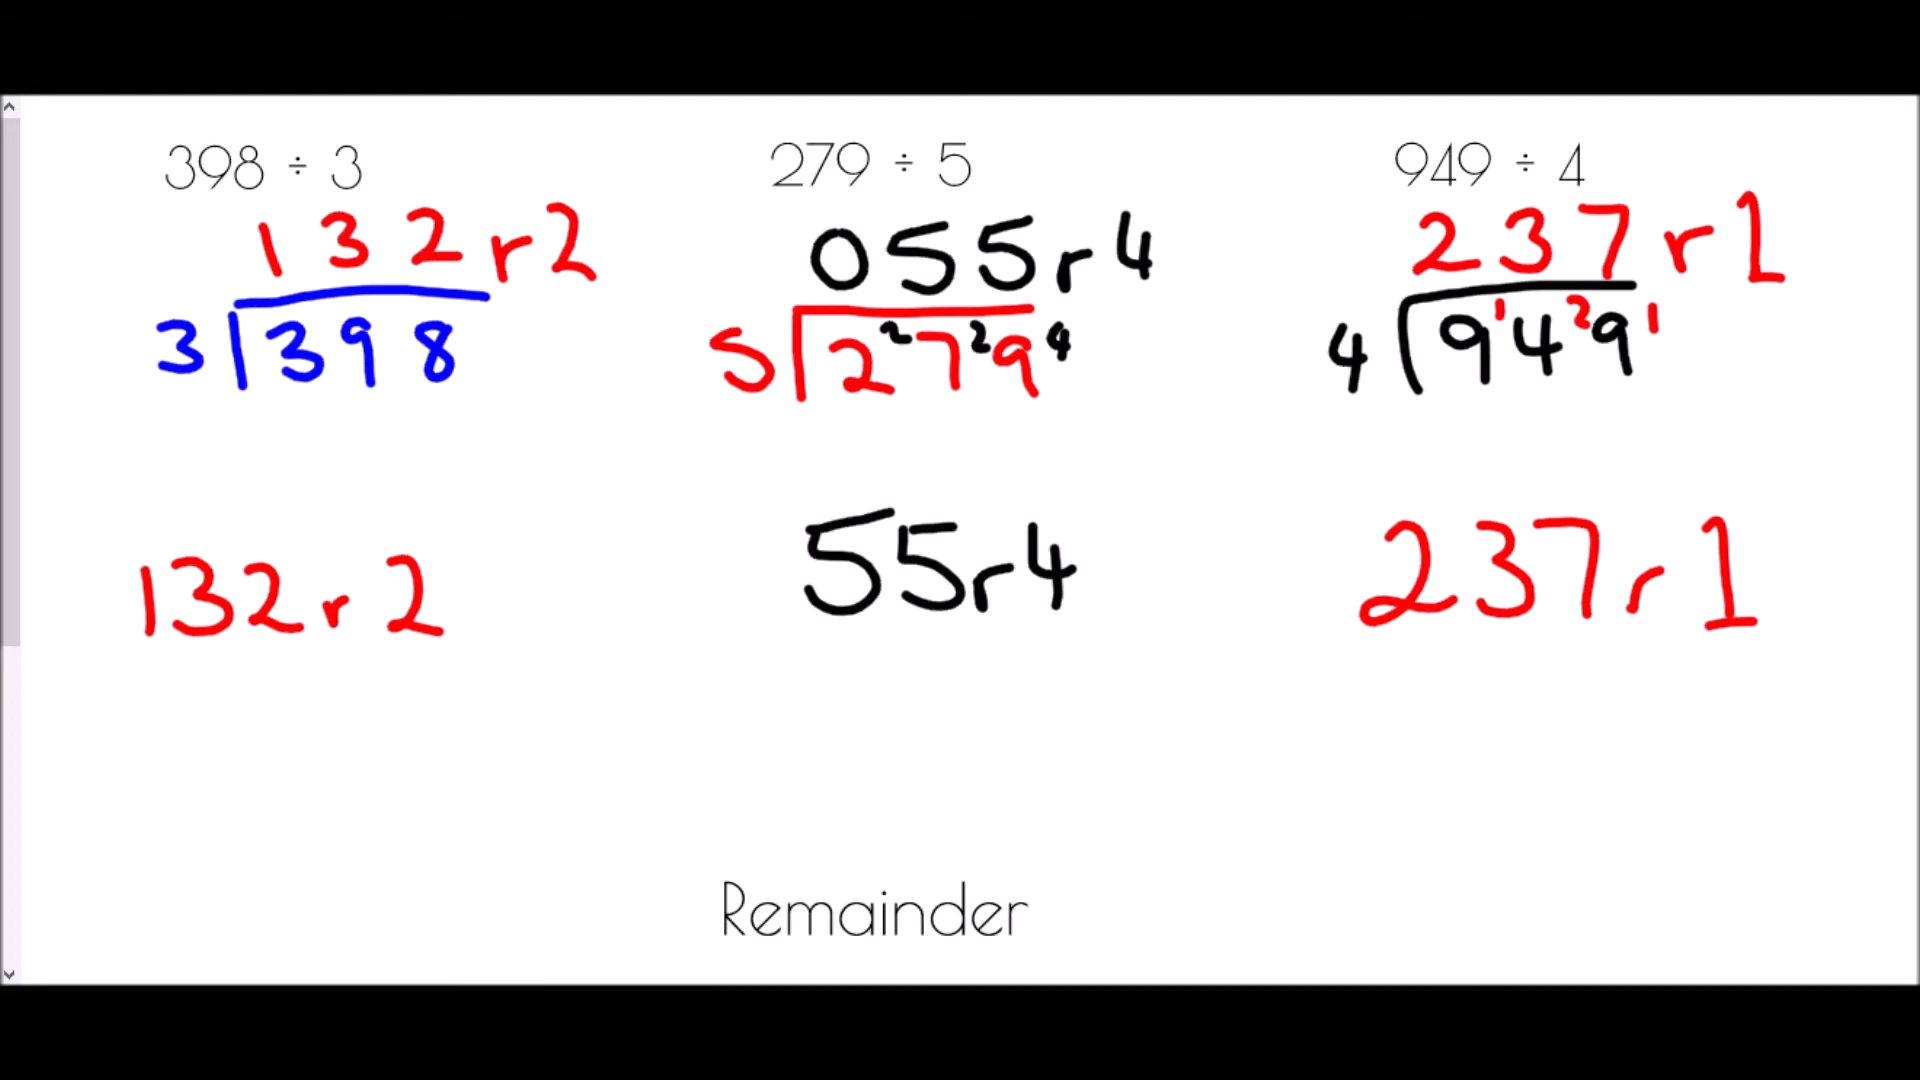 398 ÷ 3
132r2
3 398
132r2
279 ÷ 5
055r4
5 2²7²9⁴
55r4
949 ÷ 4
237r1
4 9¹4²9¹
237r1
Remainder